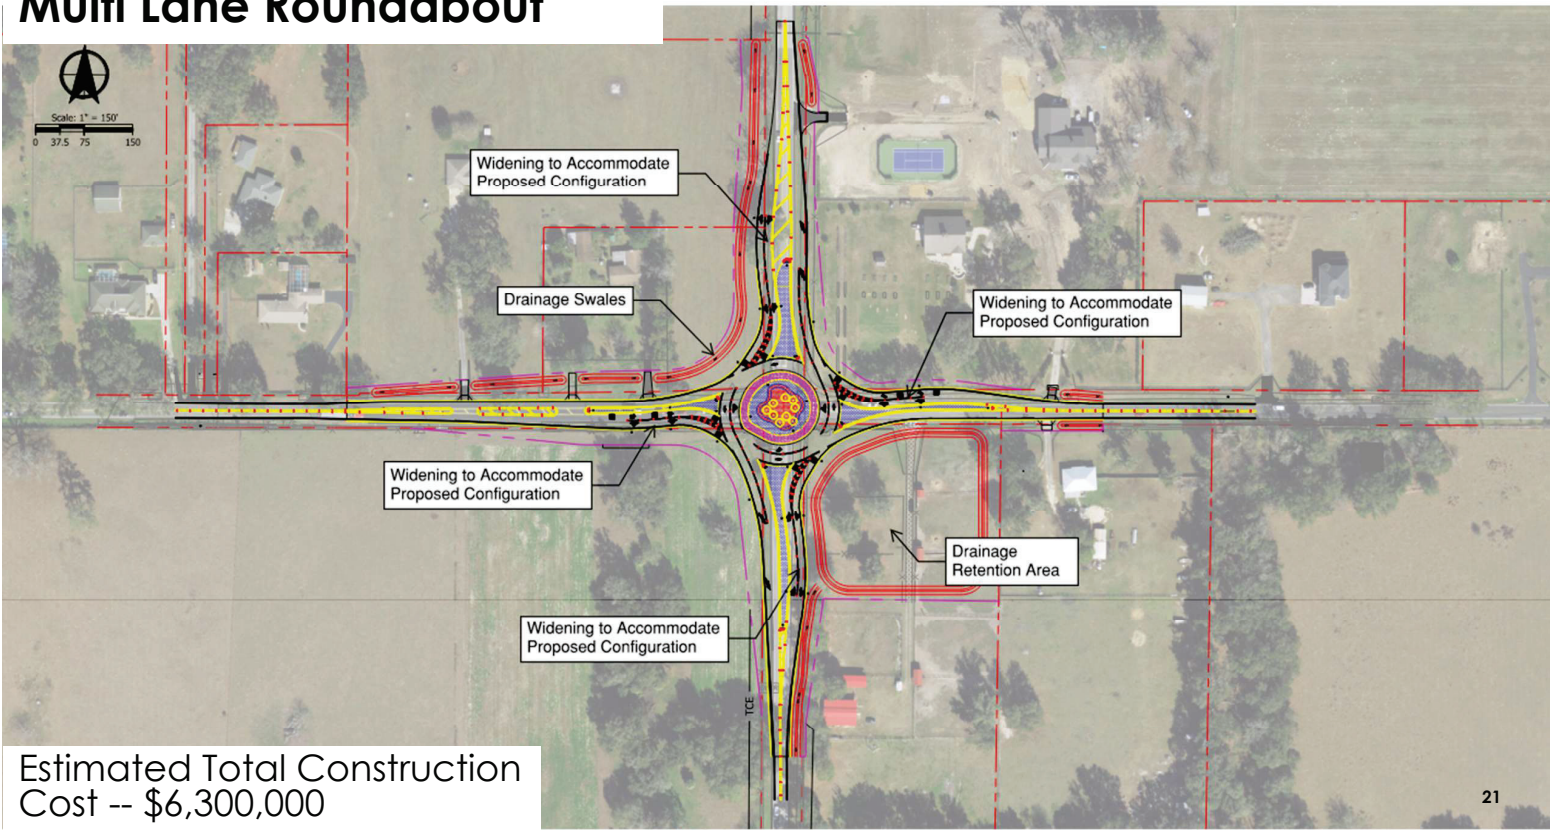 Multi Lane Roundabout
Scale: 1" = 150'
0 37.5 75 150
Widening to Accommodate
Proposed Configuration
Drainage Swales
Widening to Accommodate
Proposed Configuration
Widening to Accommodate
Proposed Configuration
Drainage
Retention Area
Widening to Accommodate
Proposed Configuration
TCE
Estimated Total Construction
Cost -- $6,300,000
21